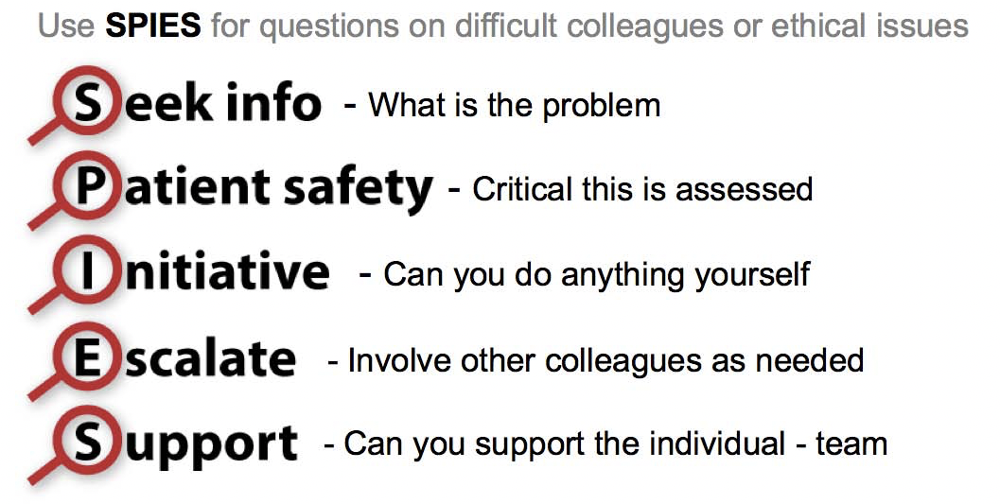 Use SPIES for questions on difficult colleagues or ethical issues
Seek info - What is the problem
Patient safety - Critical this is assessed
Initiative - Can you do anything yourself
Escalate - Involve other colleagues as needed
Support - Can you support the individual - team